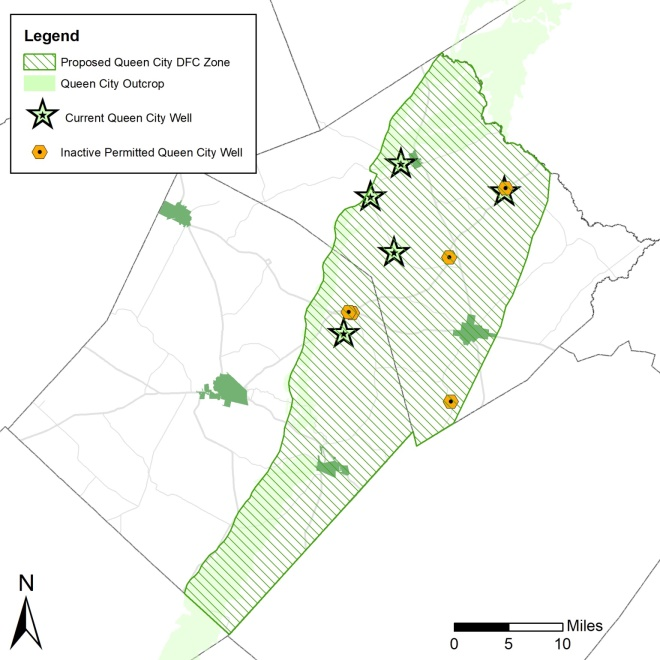 Legend
Proposed Queen City DFC Zone
Queen City Outcrop
Current Queen City Well
Inactive Permitted Queen City Well
N
Miles
0 5 10